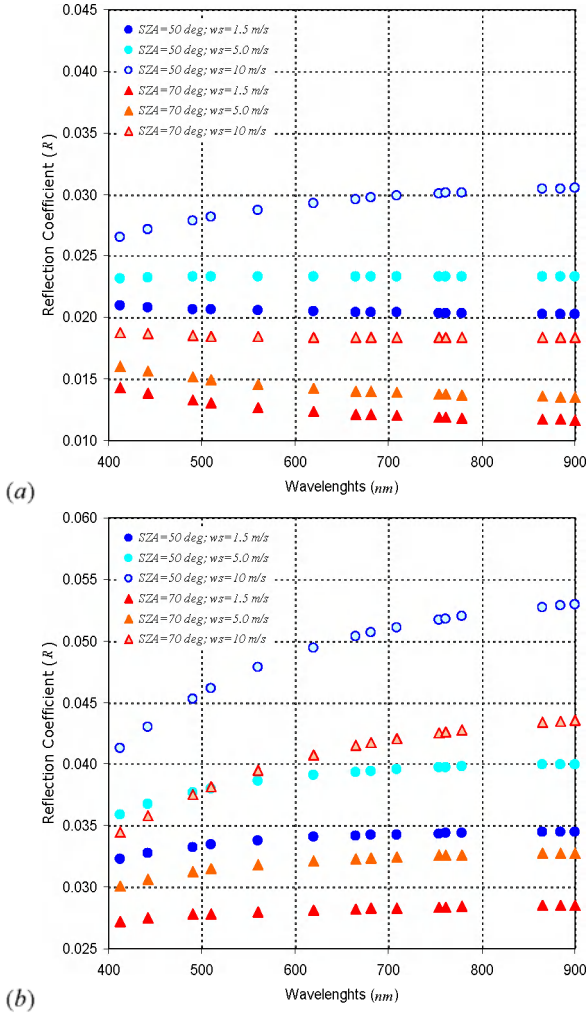 0.045
0.040
0.035
0.030
0.025
0.020
0.015
0.010
Reflection Coefficient (R)
SZA=50 deg; ws=1.5 m/s
SZA=50 deg; ws=5.0 m/s
SZA=50 deg; ws=10 m/s
SZA=70 deg; ws=1.5 m/s
SZA=70 deg; ws=5.0 m/s
SZA=70 deg; ws=10 m/s
400 500 600 700 800 900
Wavelenghts (nm)
(a)
0.060
0.055
0.050
0.045
0.040
0.035
0.030
0.025
Reflection Coefficient (R)
SZA=50 deg; ws=1.5 m/s
SZA=50 deg; ws=5.0 m/s
SZA=50 deg; ws=10 m/s
SZA=70 deg; ws=1.5 m/s
SZA=70 deg; ws=5.0 m/s
SZA=70 deg; ws=10 m/s
400 500 600 700 800 900
Wavelenghts (nm)
(b)